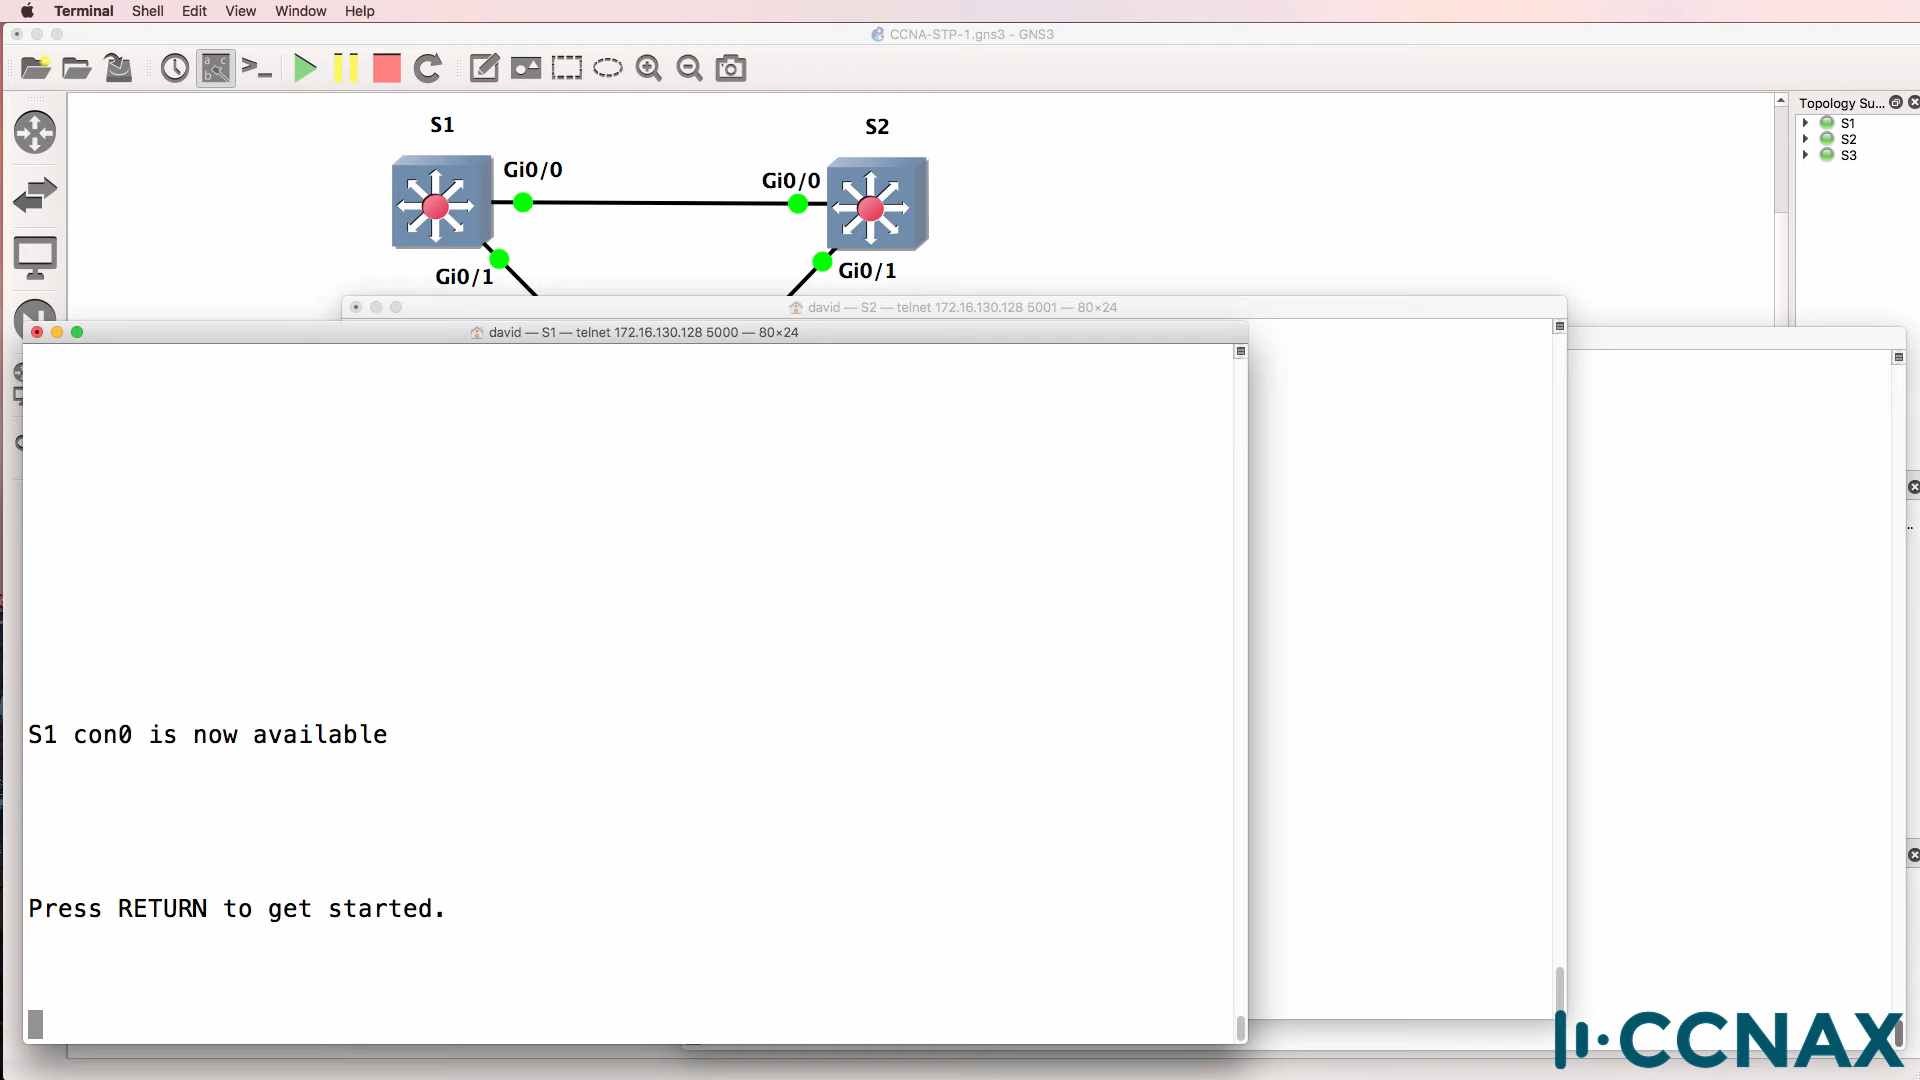 Terminal Shell Edit View Window Help
CCNA-STP-1.gns3 - GNS3
Topology Su...
S1
S2
S3
S1
S2
Gi0/0
Gi0/0
Gi0/1
Gi0/1
david — S2 — telnet 172.16.130.128 5001 — 80×24
david — S1 — telnet 172.16.130.128 5000 — 80×24
S1 con0 is now available
Press RETURN to get started.
CCNAX